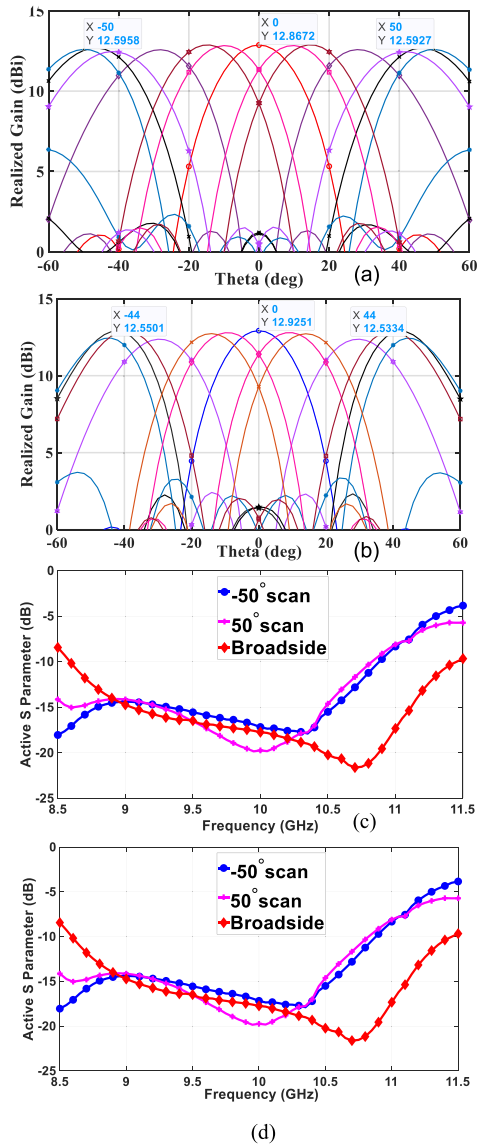 15
10
5
0
Realized Gain (dBi)
X -50
Y 12.5958
X 0
Y 12.8672
X 50
Y 12.5927
-60 -40 -20 0 20 40 60
Theta (deg)
(a)
15
10
5
0
Realized Gain (dBi)
X -44
Y 12.5501
X 0
Y 12.9251
X 44
Y 12.5334
-60 -40 -20 0 20 40 60
Theta (deg)
(b)
0
-5
-10
-15
-20
-25
Active S Parameter (dB)
-50°scan
50°scan
Broadside
8.5 9 9.5 10 10.5 11 11.5
Frequency (GHz)
(c)
0
-5
-10
-15
-20
-25
Active S Parameter (dB)
-50°scan
50°scan
Broadside
8.5 9 9.5 10 10.5 11 11.5
Frequency (GHz)
(d)